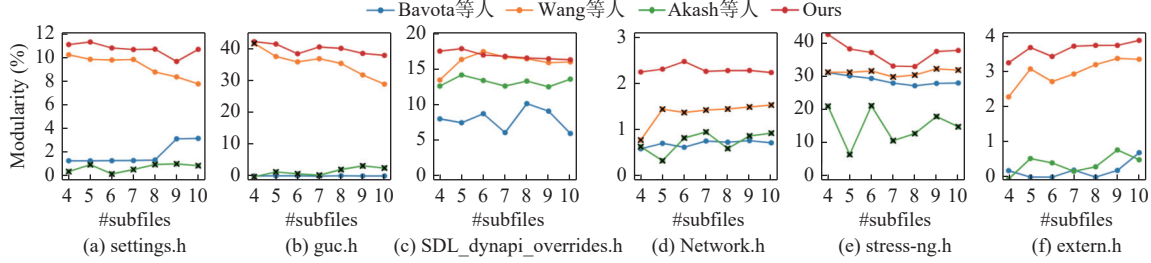 Bavota等人 Wang等人 Akash等人 Ours
Modularity (%)
12
10
8
6
4
2
0
4 5 6 7 8 9 10
#subfiles
(a) settings.h
40
30
20
10
0
4 5 6 7 8 9 10
#subfiles
(b) guc.h
20
15
10
5
0
4 5 6 7 8 9 10
#subfiles
(c) SDL_dynapi_overrides.h
3
2
1
0
4 5 6 7 8 9 10
#subfiles
(d) Network.h
40
30
20
10
0
4 5 6 7 8 9 10
#subfiles
(e) stress-ng.h
4
3
2
1
0
4 5 6 7 8 9 10
#subfiles
(f) extern.h